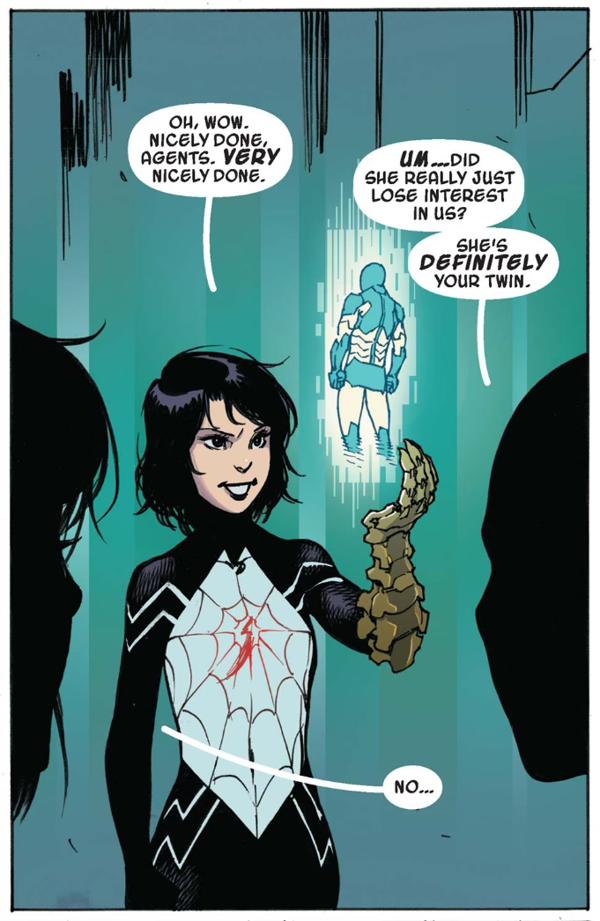 OH, WOW.
NICELY DONE,
AGENTS. VERY
NICELY DONE.
UM...DID
SHE REALLY JUST
LOSE INTEREST
IN US?
SHE'S
DEFINITELY
YOUR TWIN.
NO...